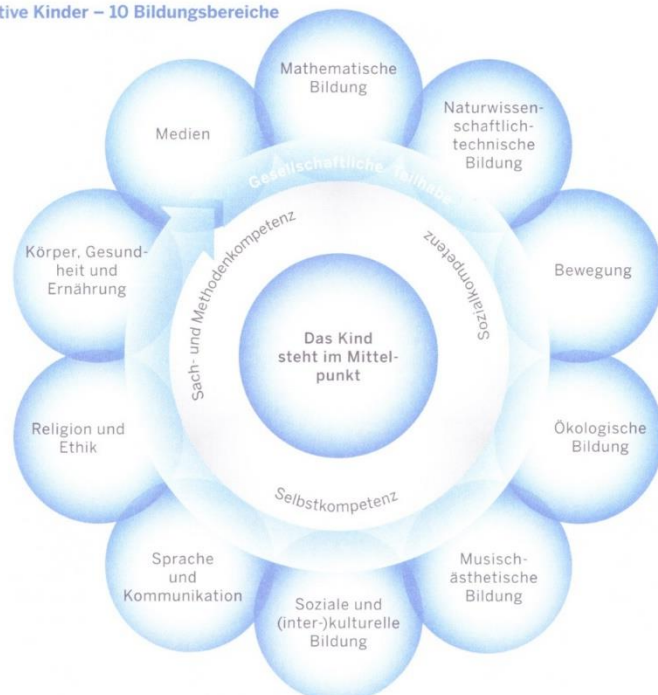 tive Kinder – 10 Bildungsbereiche
Mathematische
Bildung
Naturwissen-
schaftlich-
technische
Bildung
Bewegung
Ökologische
Bildung
Musisch-
ästhetische
Bildung
Soziale und
(inter-)kulturelle
Bildung
Sprache
und
Kommunikation
Religion und
Ethik
Körper, Gesund-
heit und
Ernährung
Medien
Gesellschaftliche Teilhabe
Sach- und Methodenkompetenz
Sozialkompetenz
Selbstkompetenz
Das Kind
steht im Mittel-
punkt